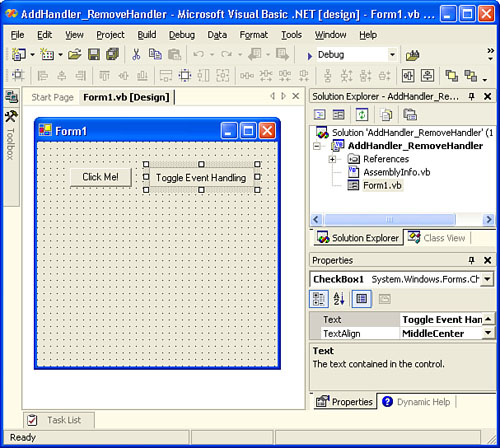 AddHandler_RemoveHandler - Microsoft Visual Basic .NET [design] - Form1.vb ...
File Edit View Project Build Debug Data Format Tools Window Help
Debug
Start Page Form1.vb [Design]
Toolbox
Form1
Click Me!
Toggle Event Handling
Solution Explorer - AddHandler_Re...
Solution 'AddHandler_RemoveHandler' (1
AddHandler_RemoveHandler
References
AssemblyInfo.vb
Form1.vb
Solution Explorer Class View
Properties
CheckBox1 System.Windows.Forms.Ch
Text Toggle Event Han
TextAlign MiddleCenter
Text
The text contained in the control.
Properties Dynamic Help
Task List
Ready